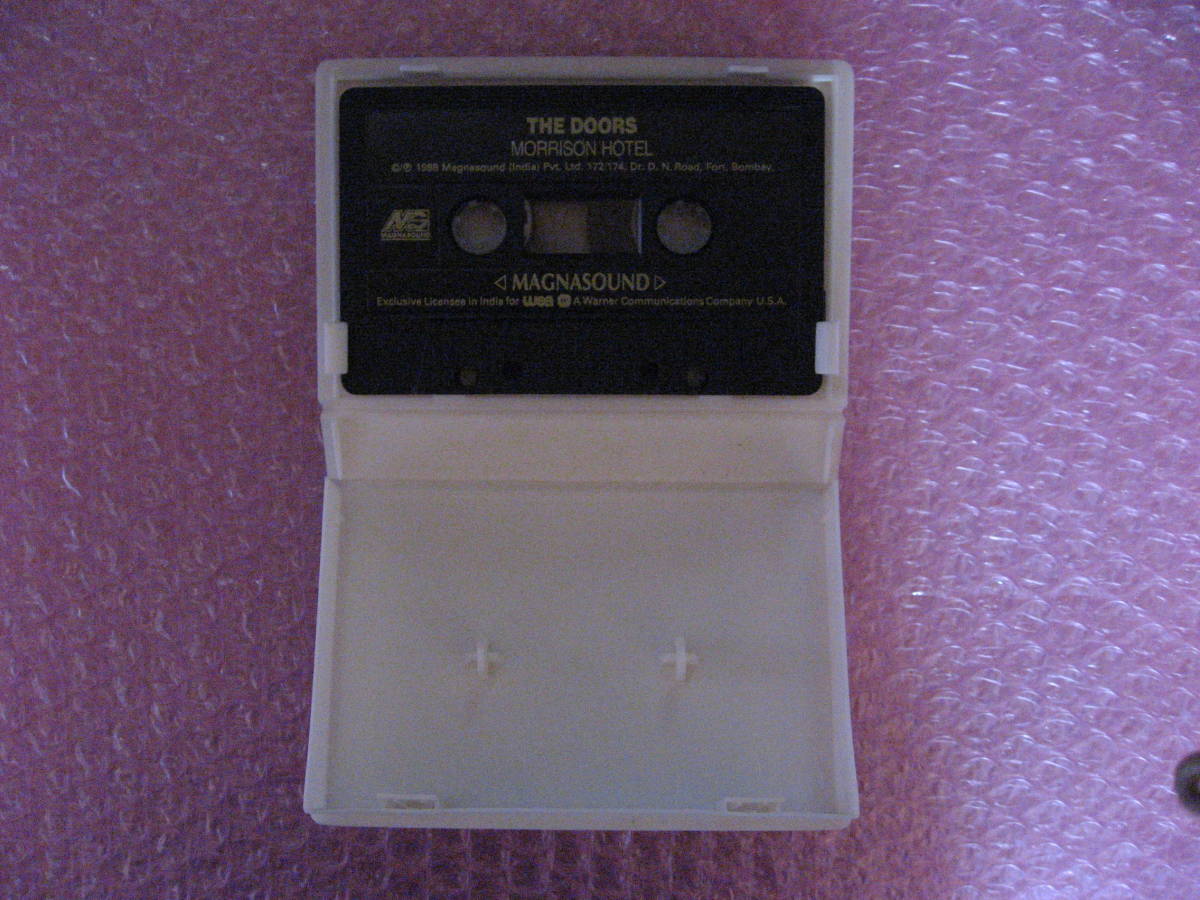 THE DOORS
MORRISON HOTEL
©/℗ 1988 Magnasound (India) Pvt. Ltd. 172/174, Dr. D. N. Road, Fort, Bombay.
MS
MAGNASOUND
◁ MAGNASOUND ▷
Exclusive Licensee in India for wea A Warner Communications Company U.S.A.